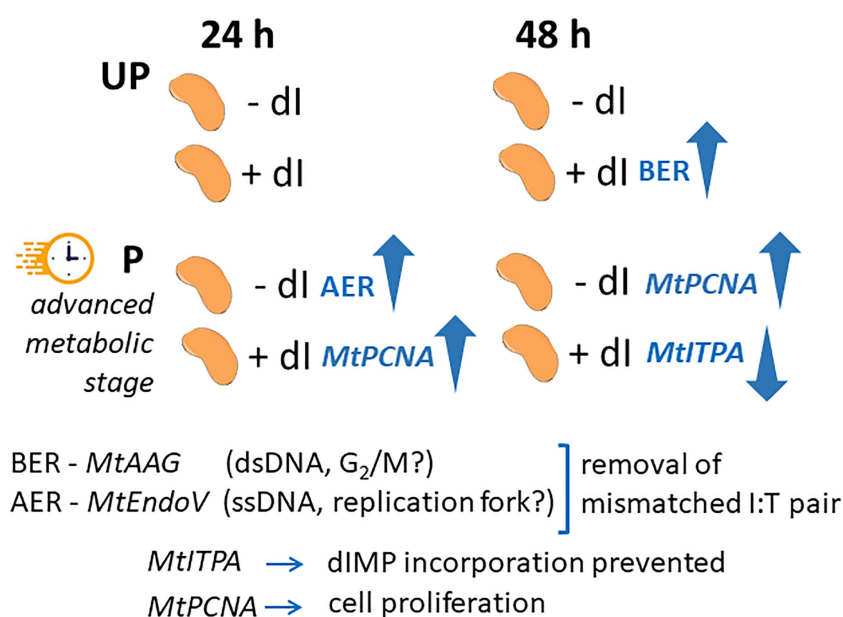 24 h 48 h
UP - dI - dI
+ dI + dI BER
P - dI AER - dI MtPCNA
advanced
metabolic
stage
+ dI MtPCNA + dI MtITPA
BER - MtAAG (dsDNA, G₂/M?)
AER - MtEndoV (ssDNA, replication fork?)
removal of
mismatched I:T pair
MtITPA → dIMP incorporation prevented
MtPCNA → cell proliferation